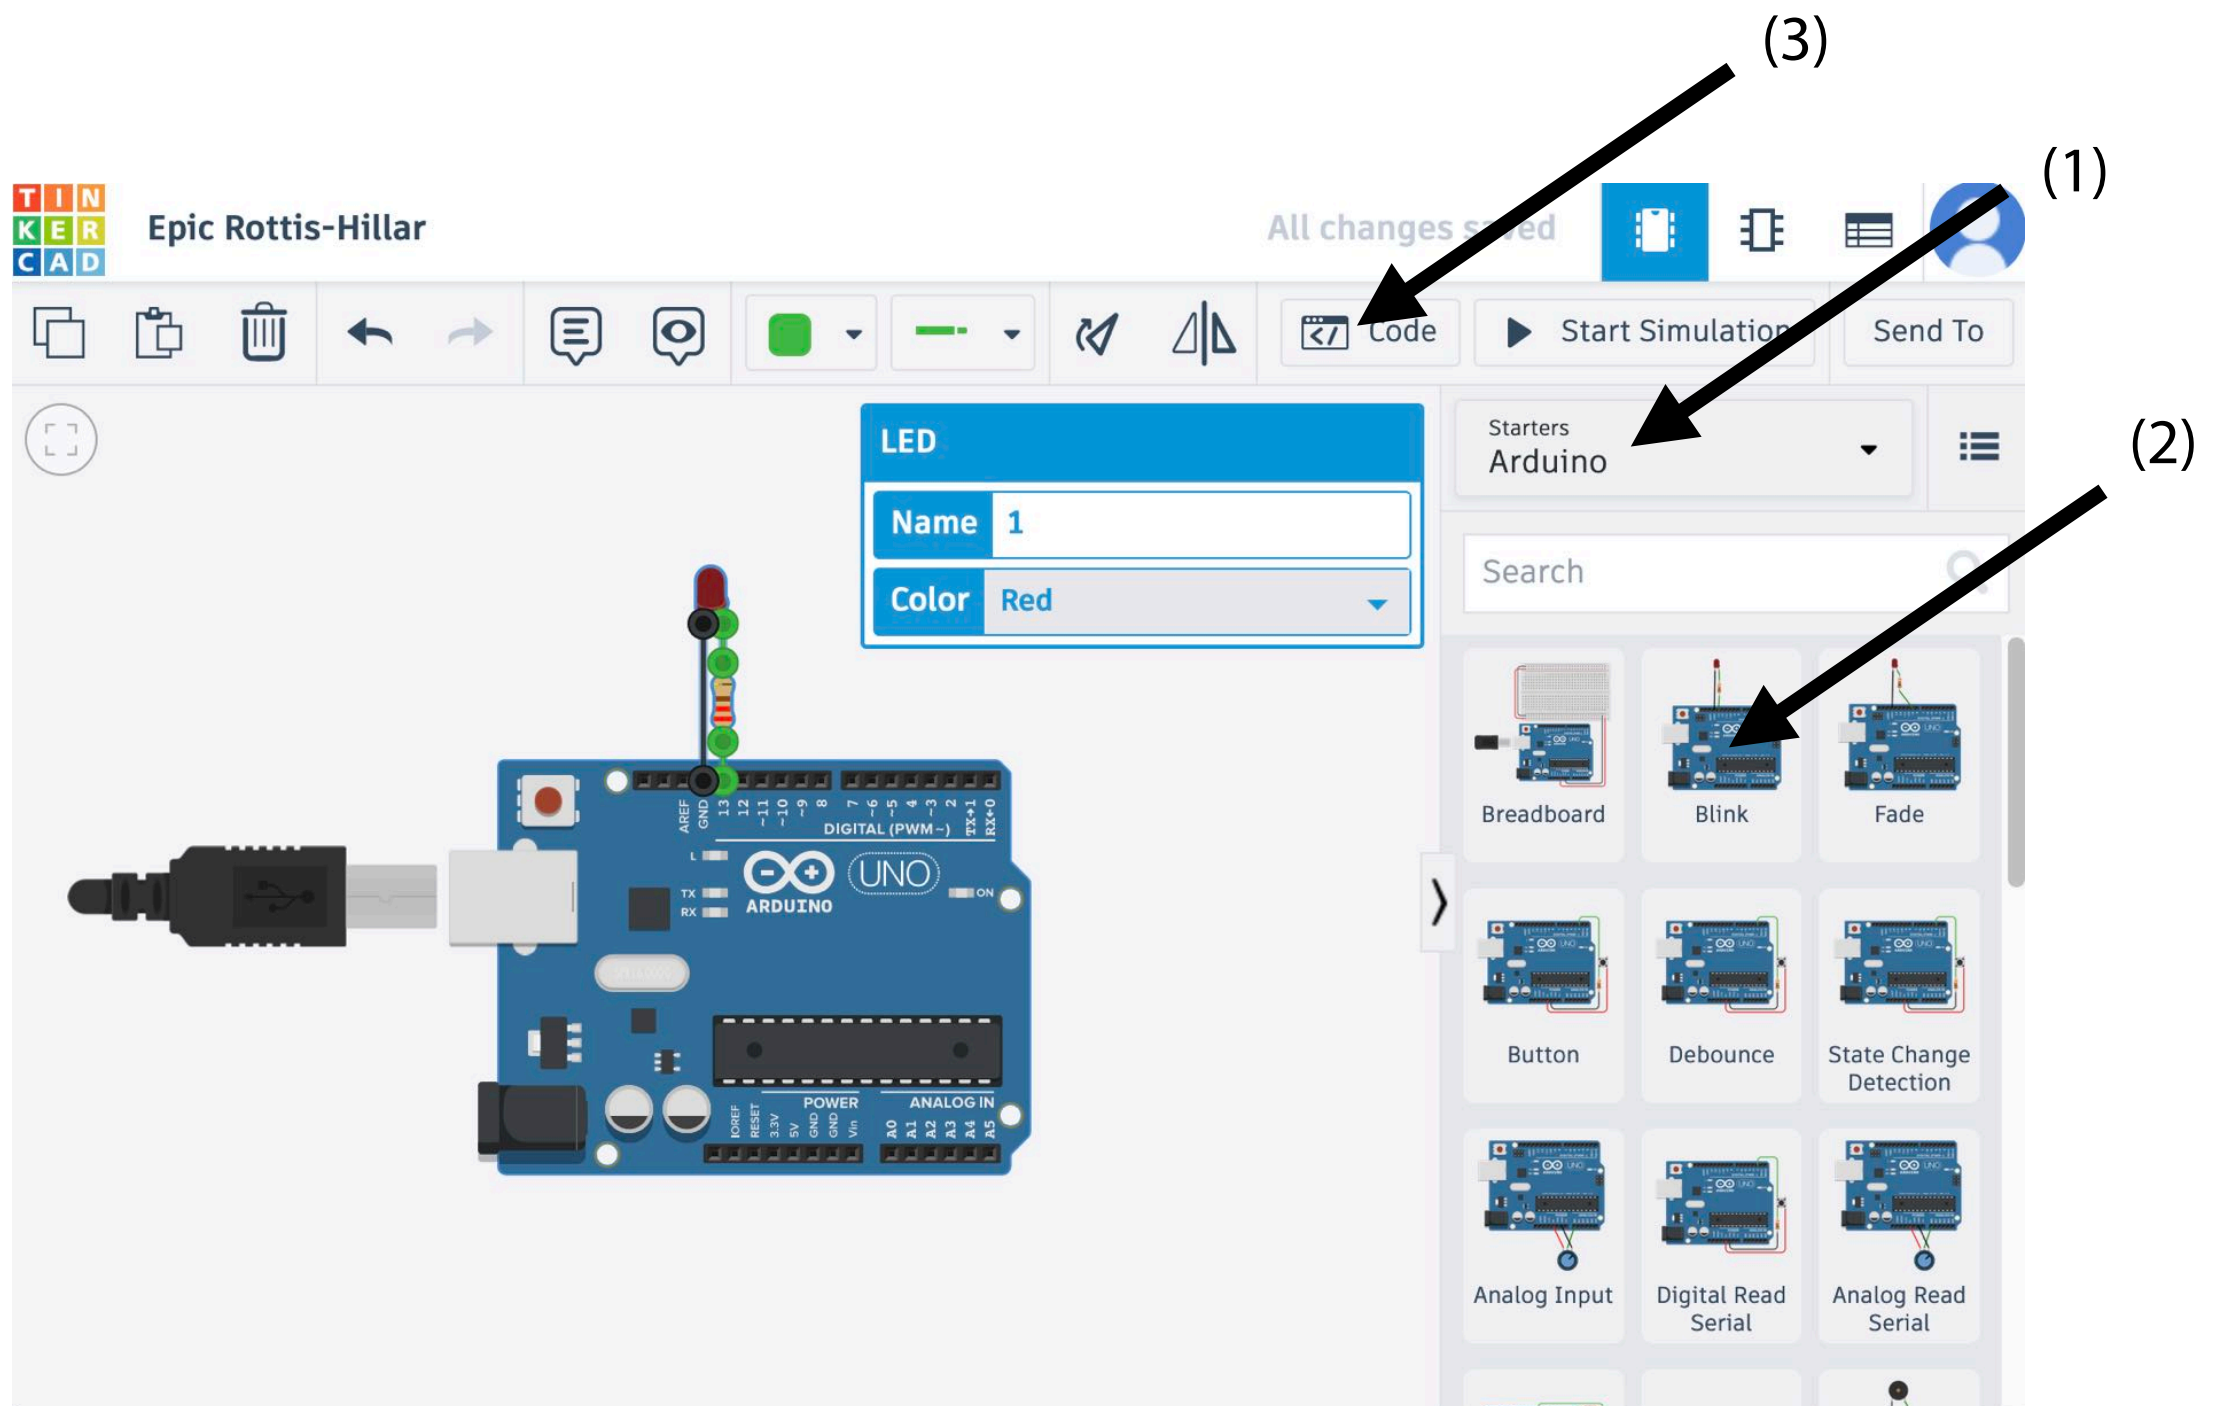 (3)
(1)
TIN
KER
CAD
Epic Rottis-Hillar
All changes saved
Code
Start Simulation
Send To
(2)
LED
Name 1
Color Red
Starters
Arduino
Search
Breadboard
Blink
Fade
Button
Debounce
State Change
Detection
Analog Input
Digital Read
Serial
Analog Read
Serial
AREF
GND
13
12
~11
~10
~9
8
7
~6
~5
4
~3
2
TX→1
RX←0
DIGITAL (PWM~)
L
TX
RX
ARDUINO
UNO
ON
POWER
ANALOG IN
IOREF
RESET
3.3V
5V
GND
GND
Vin
A0
A1
A2
A3
A4
A5